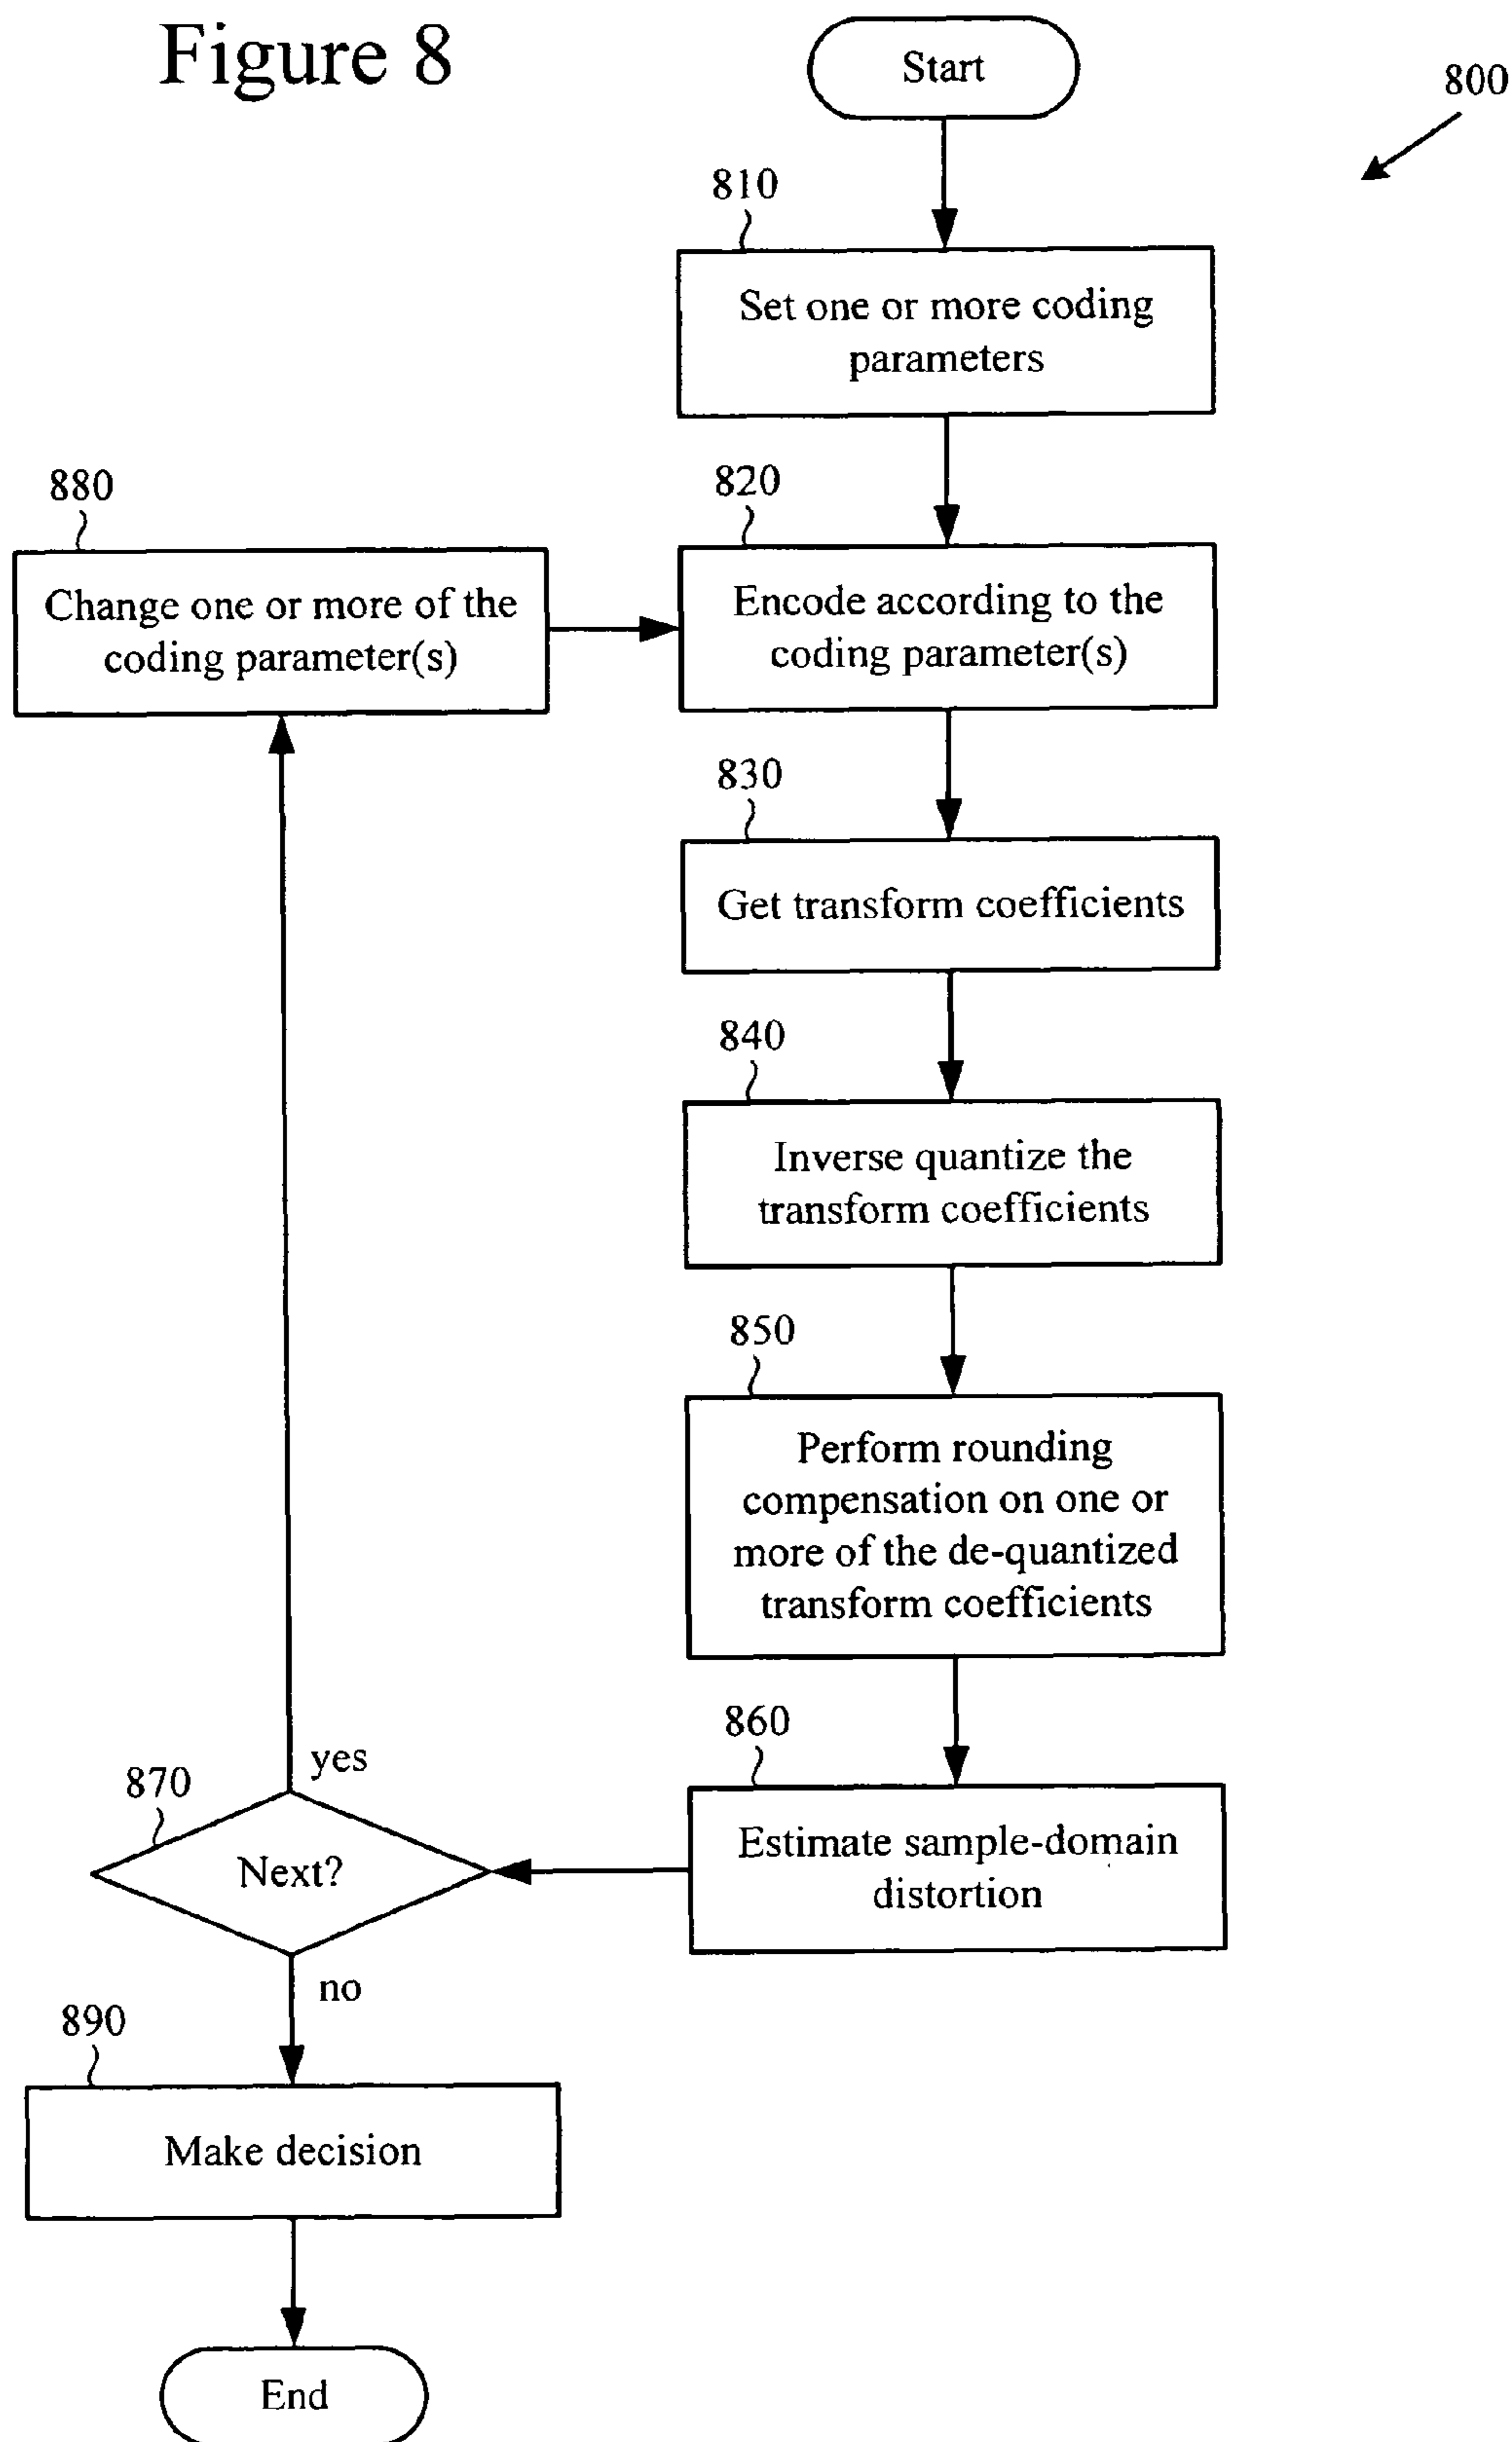 Figure 8
Start
800
810
Set one or more coding
parameters
880
Change one or more of the
coding parameter(s)
820
Encode according to the
coding parameter(s)
830
Get transform coefficients
840
Inverse quantize the
transform coefficients
850
Perform rounding
compensation on one or
more of the de-quantized
transform coefficients
860
Estimate sample-domain
distortion
870
yes
Next?
no
890
Make decision
End